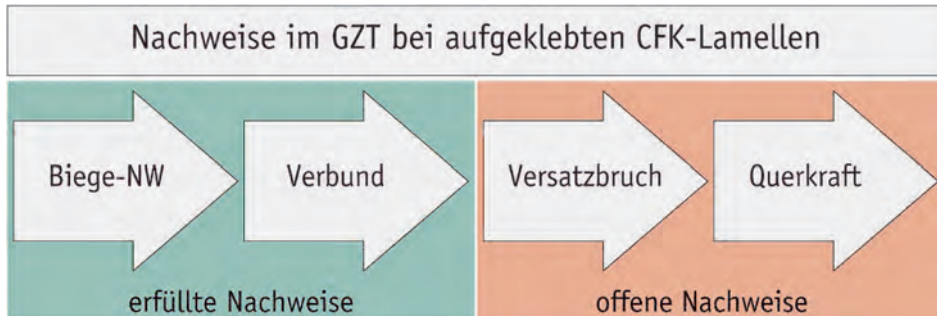 Nachweise im GZT bei aufgeklebten CFK-Lamellen
Biege-NW
Verbund
Versatzbruch
Querkraft
erfüllte Nachweise
offene Nachweise